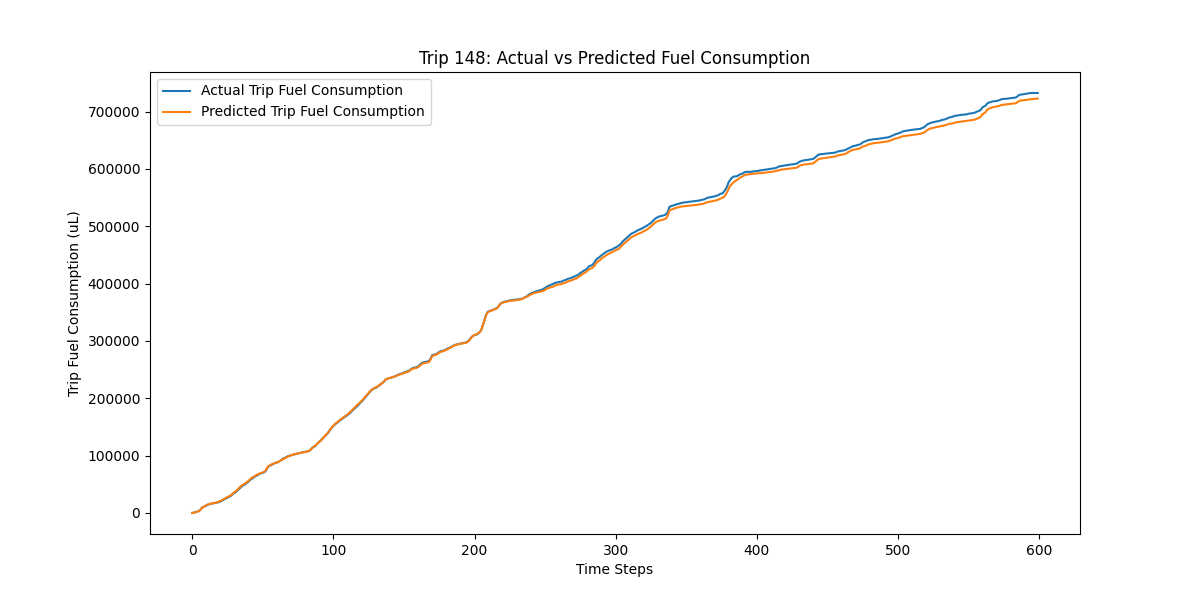 Trip 148: Actual vs Predicted Fuel Consumption
Actual Trip Fuel Consumption
Predicted Trip Fuel Consumption
Trip Fuel Consumption (uL)
700000
600000
500000
400000
300000
200000
100000
0
0 100 200 300 400 500 600
Time Steps